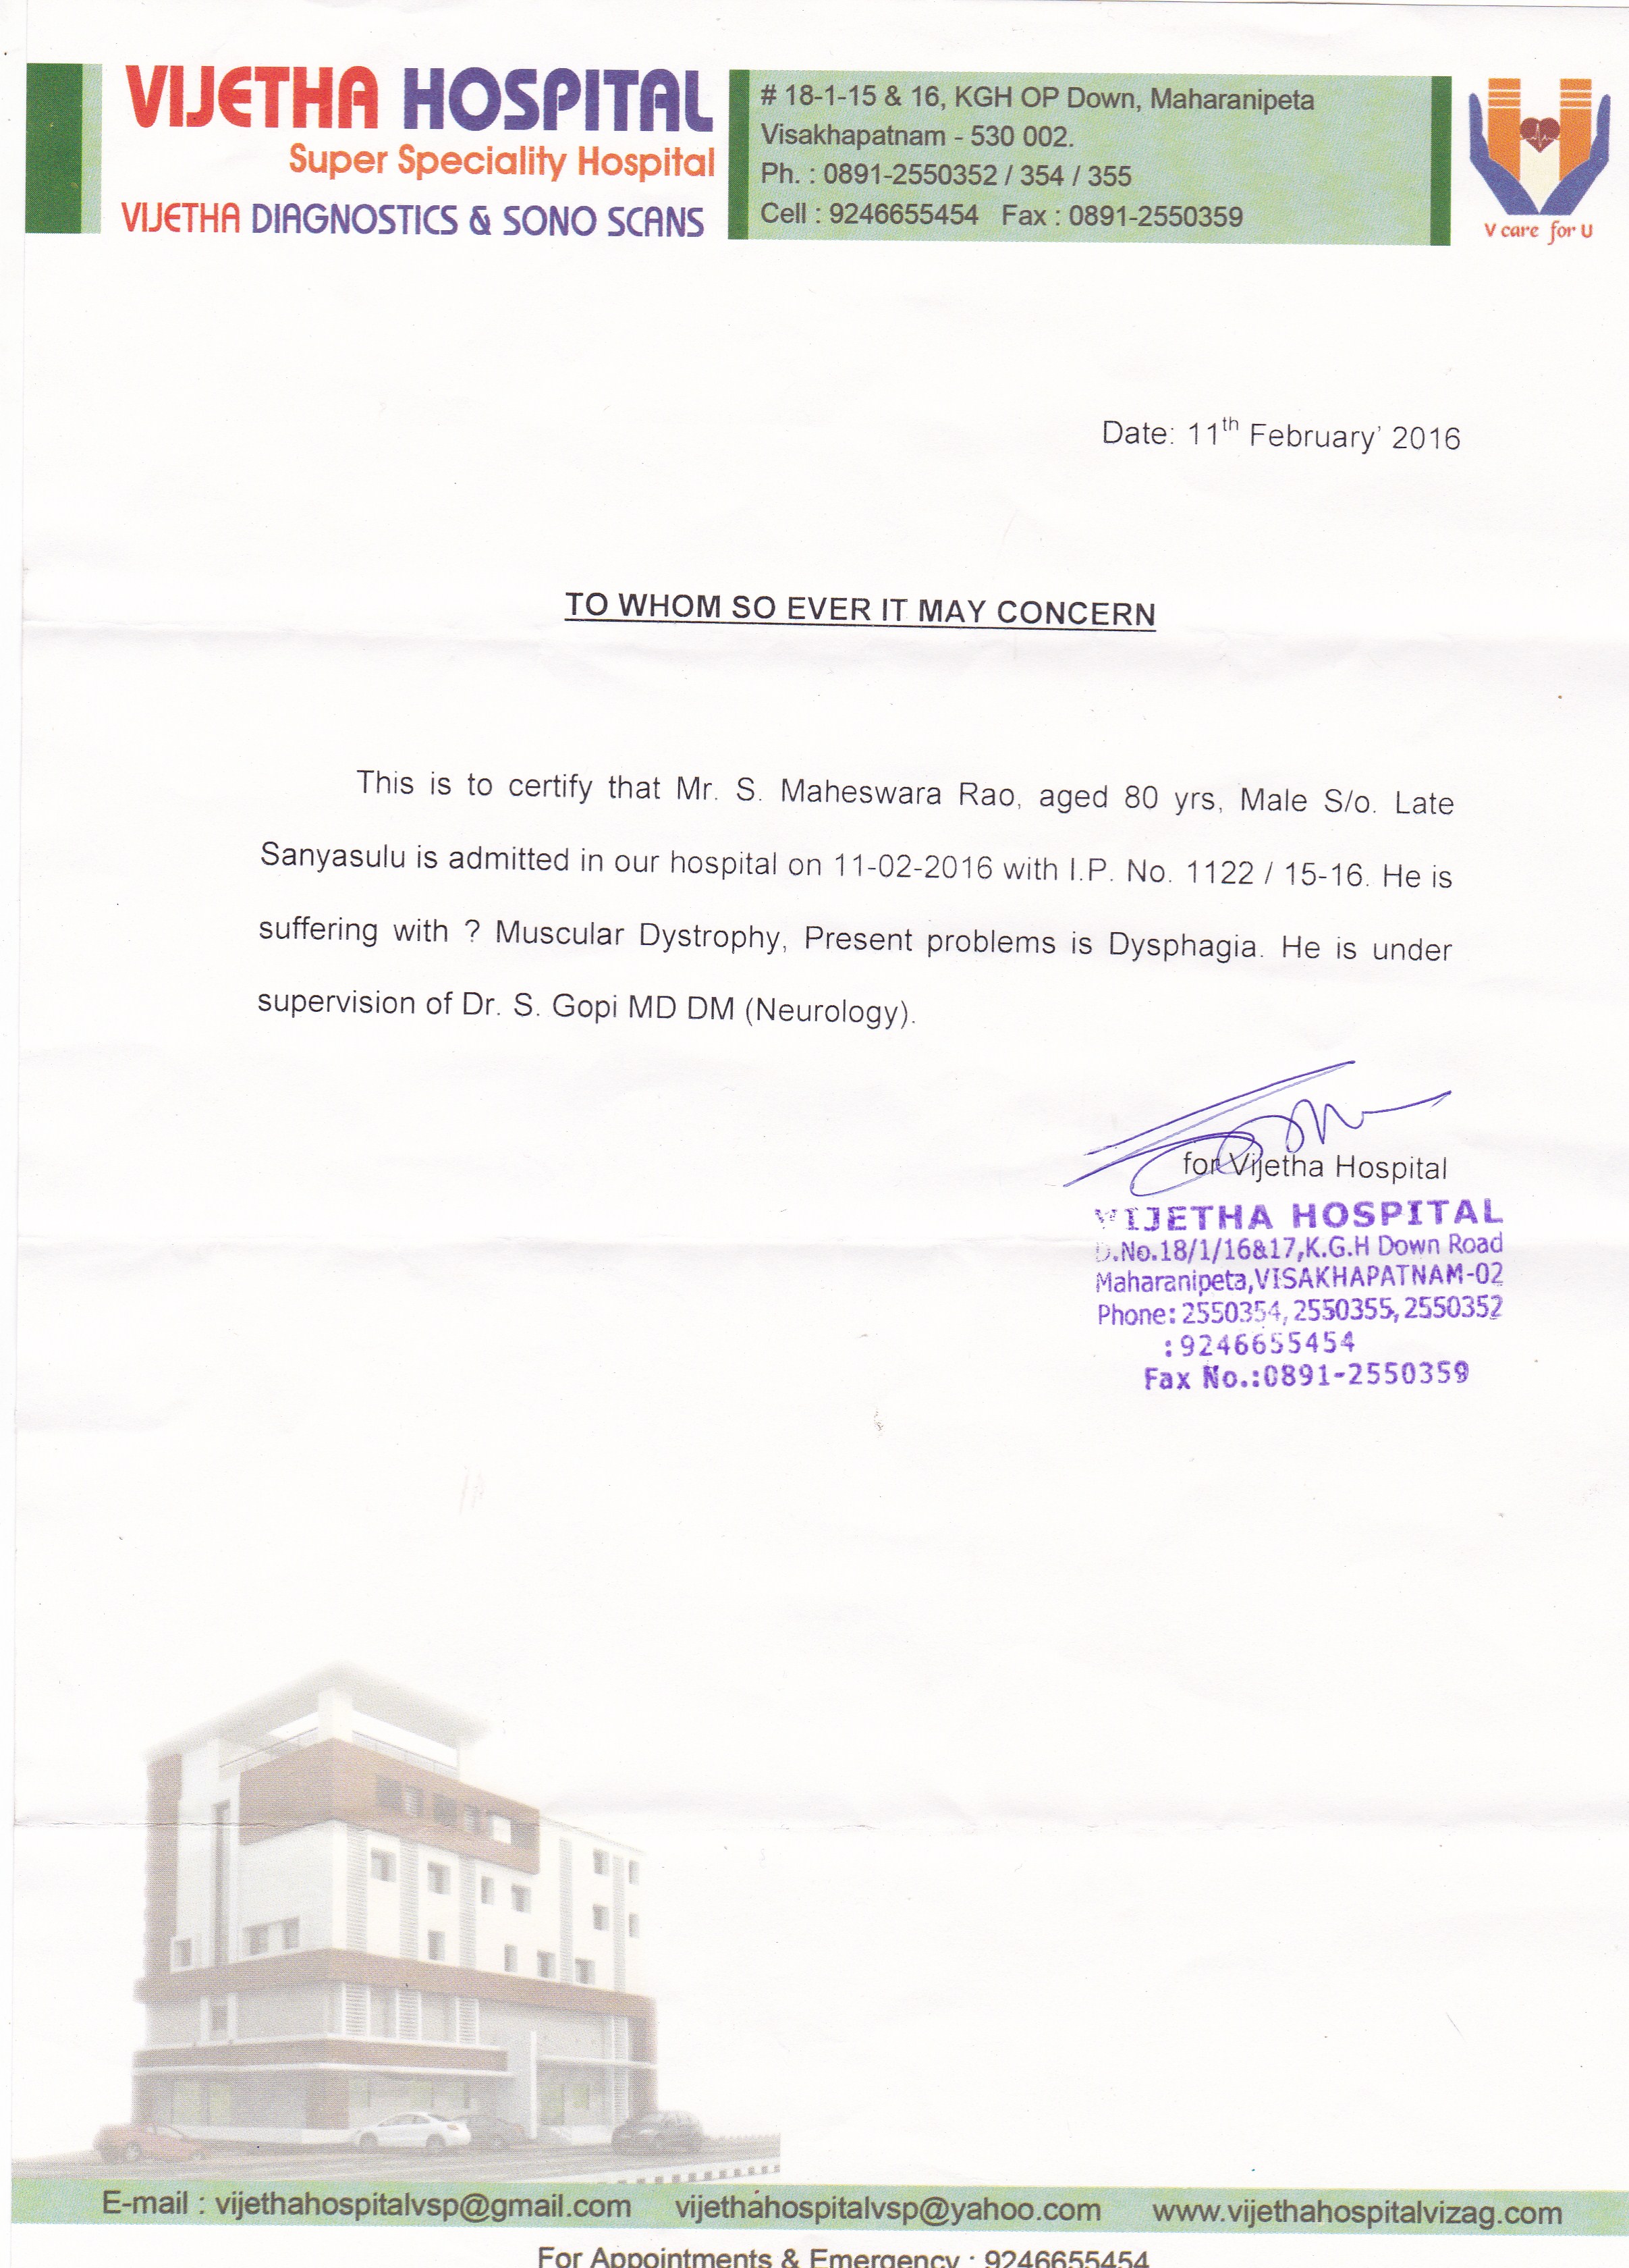 VIJETHA HOSPITAL
Super Speciality Hospital
VIJETHA DIAGNOSTICS & SONO SCANS
# 18-1-15 & 16, KGH OP Down, Maharanipeta
Visakhapatnam - 530 002.
Ph. : 0891-2550352 / 354 / 355
Cell : 9246655454 Fax : 0891-2550359
V care for U
Date: 11th February' 2016
TO WHOM SO EVER IT MAY CONCERN
This is to certify that Mr. S. Maheswara Rao, aged 80 yrs, Male S/o. Late
Sanyasulu is admitted in our hospital on 11-02-2016 with I.P. No. 1122 / 15-16. He is
suffering with ? Muscular Dystrophy, Present problems is Dysphagia. He is under
supervision of Dr. S. Gopi MD DM (Neurology).
for Vijetha Hospital
VIJETHA HOSPITAL
D.No.18/1/16&17,K.G.H Down Road
Maharanipeta,VISAKHAPATNAM-02
Phone: 2550354, 2550355, 2550352
: 9246655454
Fax No.:0891-2550359
E-mail : vijethahospitalvsp@gmail.com vijethahospitalvsp@yahoo.com www.vijethahospitalvizag.com
For Appointments & Emergency : 9246655454